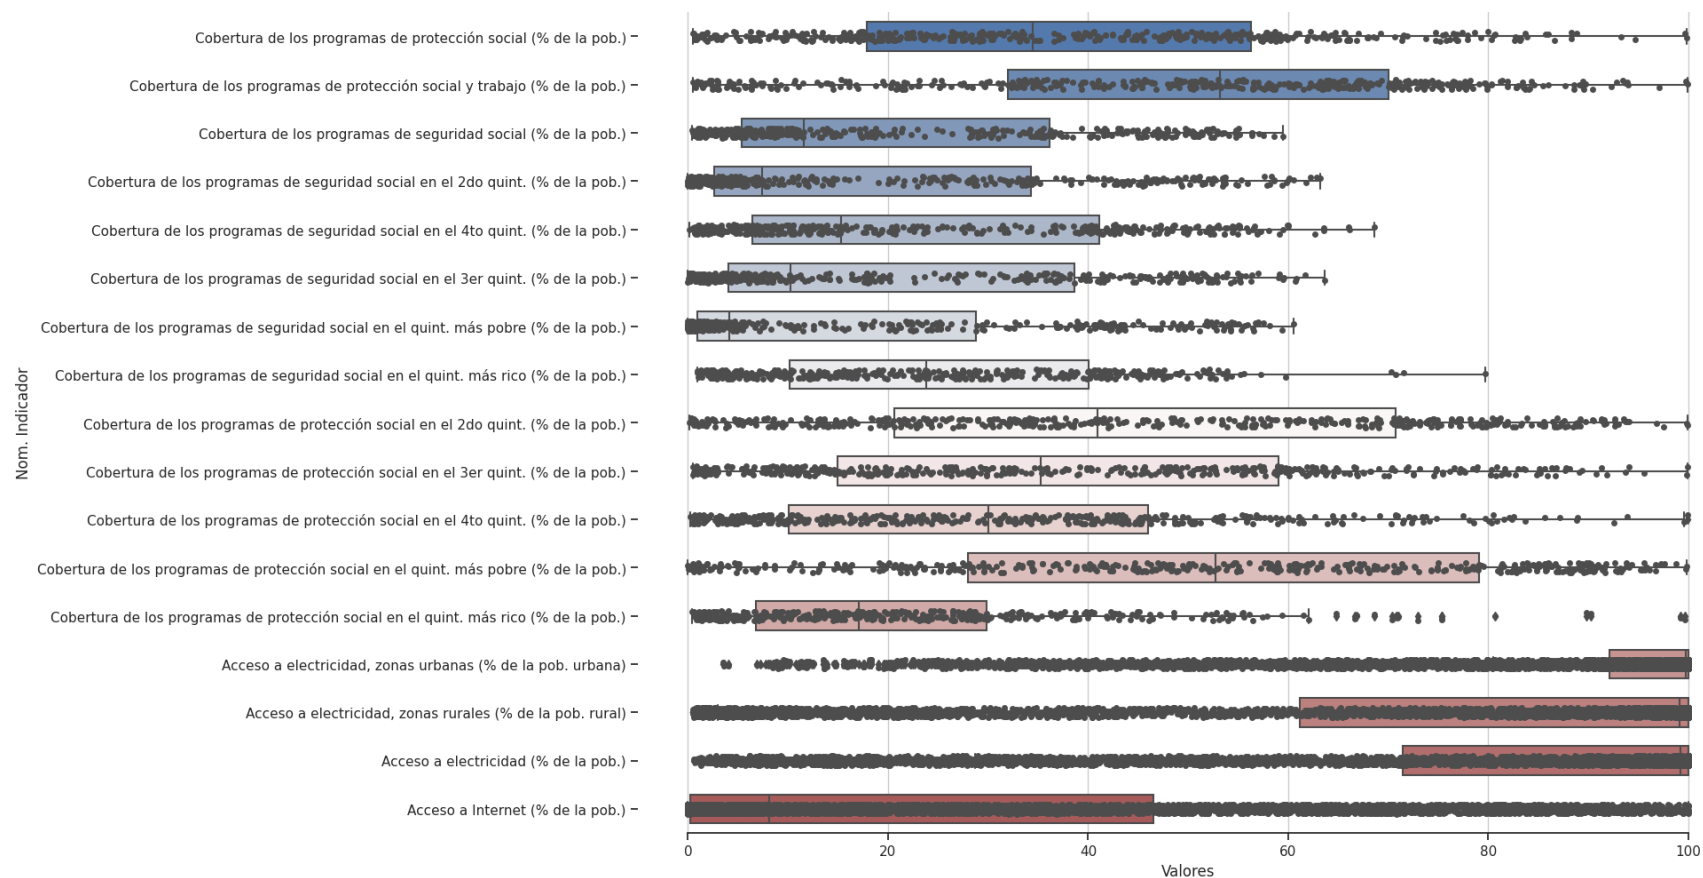 Nom. Indicador
Cobertura de los programas de protección social (% de la pob.)
Cobertura de los programas de protección social y trabajo (% de la pob.)
Cobertura de los programas de seguridad social (% de la pob.)
Cobertura de los programas de seguridad social en el 2do quint. (% de la pob.)
Cobertura de los programas de seguridad social en el 4to quint. (% de la pob.)
Cobertura de los programas de seguridad social en el 3er quint. (% de la pob.)
Cobertura de los programas de seguridad social en el quint. más pobre (% de la pob.)
Cobertura de los programas de seguridad social en el quint. más rico (% de la pob.)
Cobertura de los programas de protección social en el 2do quint. (% de la pob.)
Cobertura de los programas de protección social en el 3er quint. (% de la pob.)
Cobertura de los programas de protección social en el 4to quint. (% de la pob.)
Cobertura de los programas de protección social en el quint. más pobre (% de la pob.)
Cobertura de los programas de protección social en el quint. más rico (% de la pob.)
Acceso a electricidad, zonas urbanas (% de la pob. urbana)
Acceso a electricidad, zonas rurales (% de la pob. rural)
Acceso a electricidad (% de la pob.)
Acceso a Internet (% de la pob.)
0 20 40 60 80 100
Valores